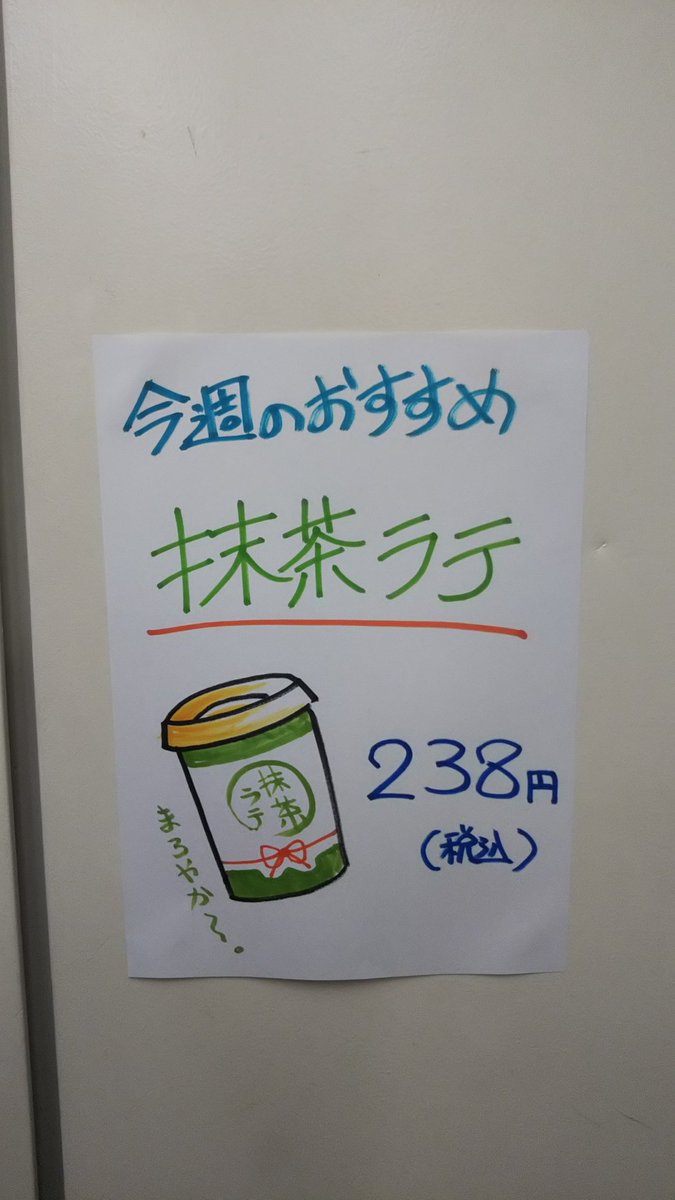 今週のおすすめ
抹茶ラテ
抹茶
ラテ
238円
(税込)
まろやか〜。